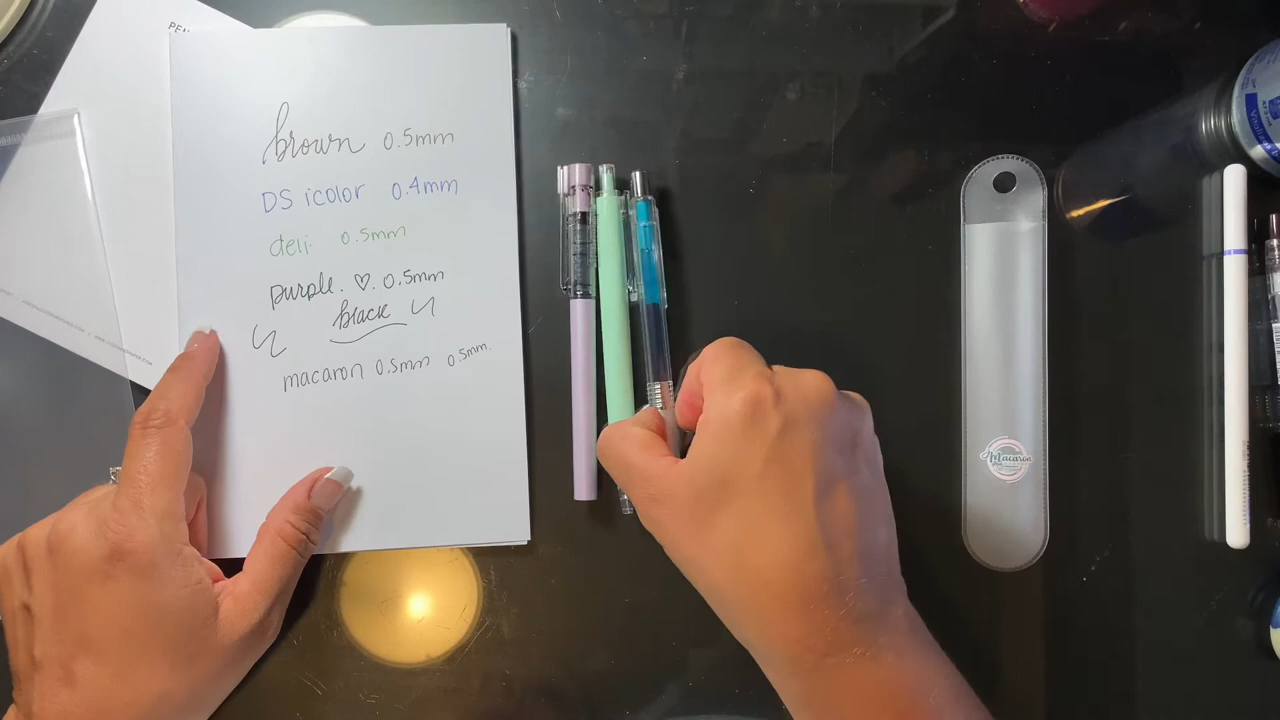 brown 0.5mm
DS icolor 0.4mm
deli 0.5mm
purple. ♡. 0.5mm
black
macaron 0.5mm 0.5mm.
Macaron